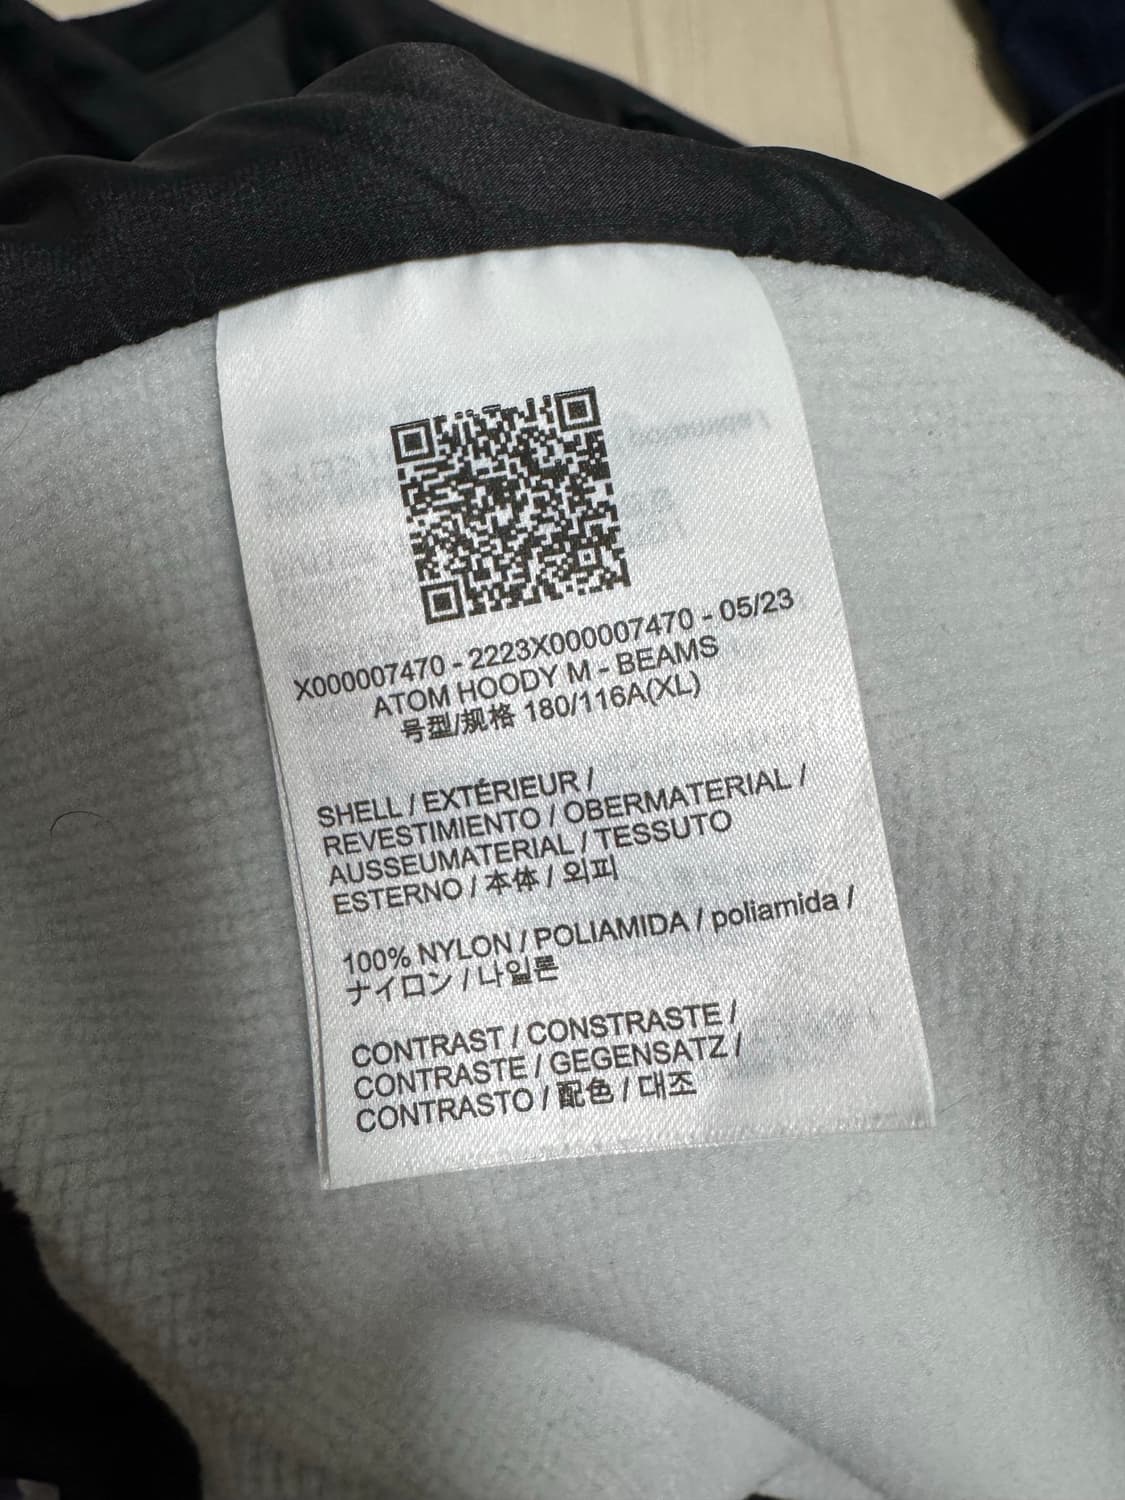 X000007470 - 2223X000007470 - 05/23
ATOM HOODY M - BEAMS
号型/规格 180/116A(XL)
SHELL / EXTÉRIEUR /
REVESTIMIENTO / OBERMATERIAL /
AUSSEUMATERIAL / TESSUTO
ESTERNO / 本体 / 외피
100% NYLON / POLIAMIDA / poliamida /
ナイロン / 나일론
CONTRAST / CONSTRASTE /
CONTRASTE / GEGENSATZ /
CONTRASTO / 配色 / 대조